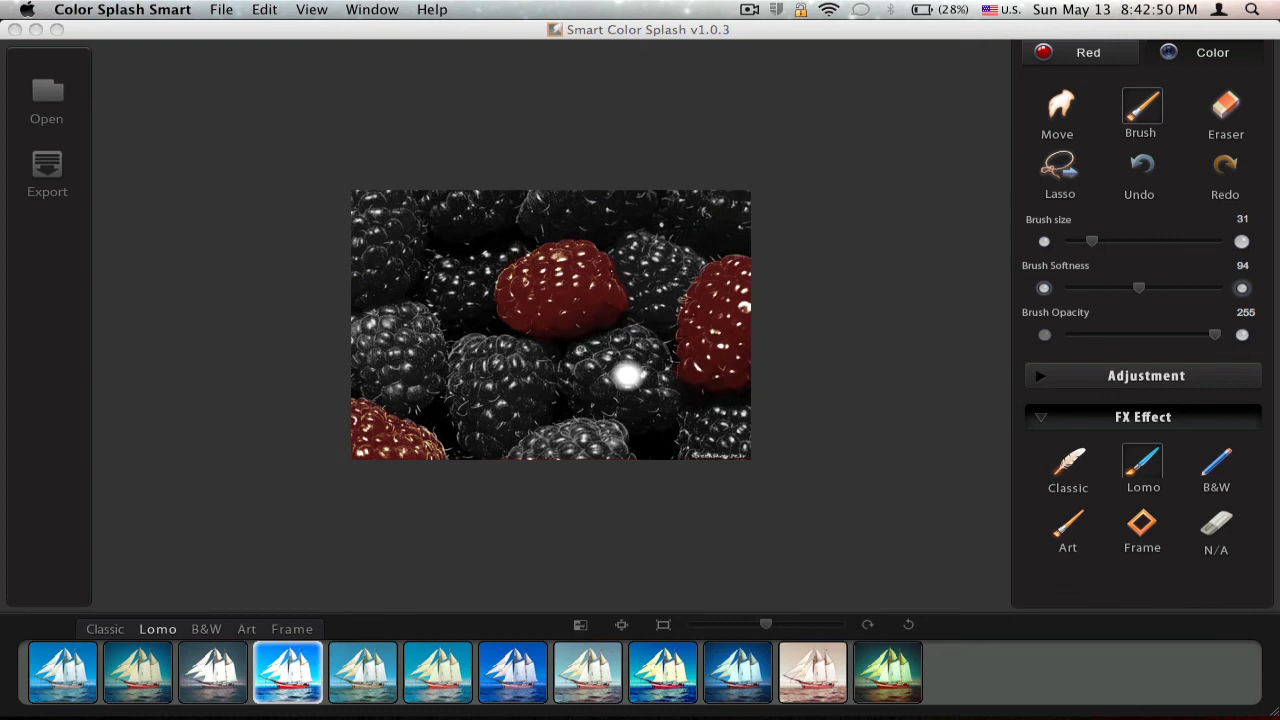 Color Splash Smart File Edit View Window Help (28%) U.S. Sun May 13 8:42:50 PM
Smart Color Splash v1.0.3
Red Color
Open
Export
Move Brush Eraser
Lasso Undo Redo
Brush size 31
Brush Softness 94
Brush Opacity 255
Adjustment
FX Effect
Classic Lomo B&W
Art Frame N/A
Classic Lomo B&W Art Frame